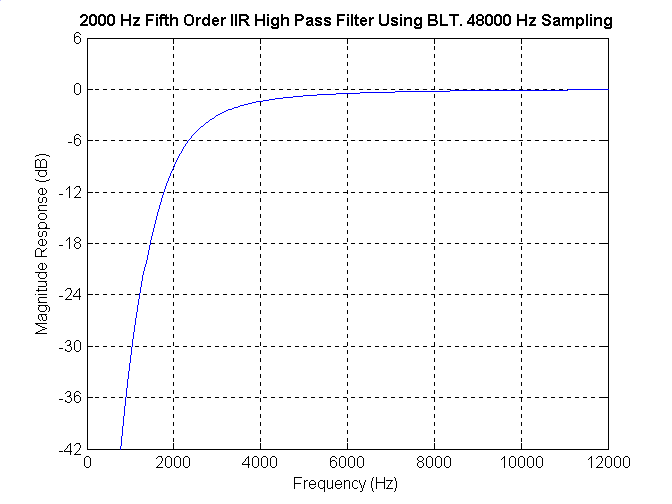 2000 Hz Fifth Order IIR High Pass Filter Using BLT. 48000 Hz Sampling
6
0
-6
-12
-18
-24
-30
-36
-42
Magnitude Response (dB)
0 2000 4000 6000 8000 10000 12000
Frequency (Hz)